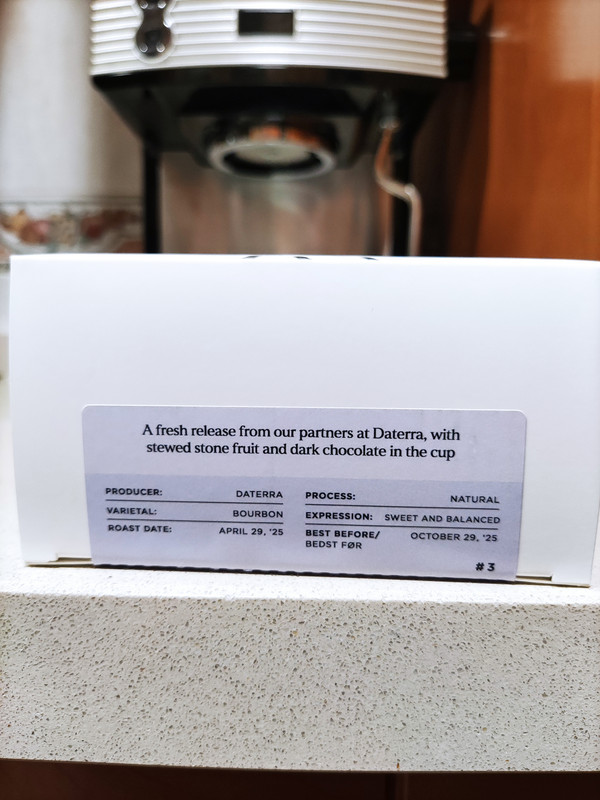 A fresh release from our partners at Daterra, with
stewed stone fruit and dark chocolate in the cup
PRODUCER: DATERRA
VARIETAL: BOURBON
ROAST DATE: APRIL 29, '25
PROCESS: NATURAL
EXPRESSION: SWEET AND BALANCED
BEST BEFORE/ OCTOBER 29, '25
BEDST FØR
#3